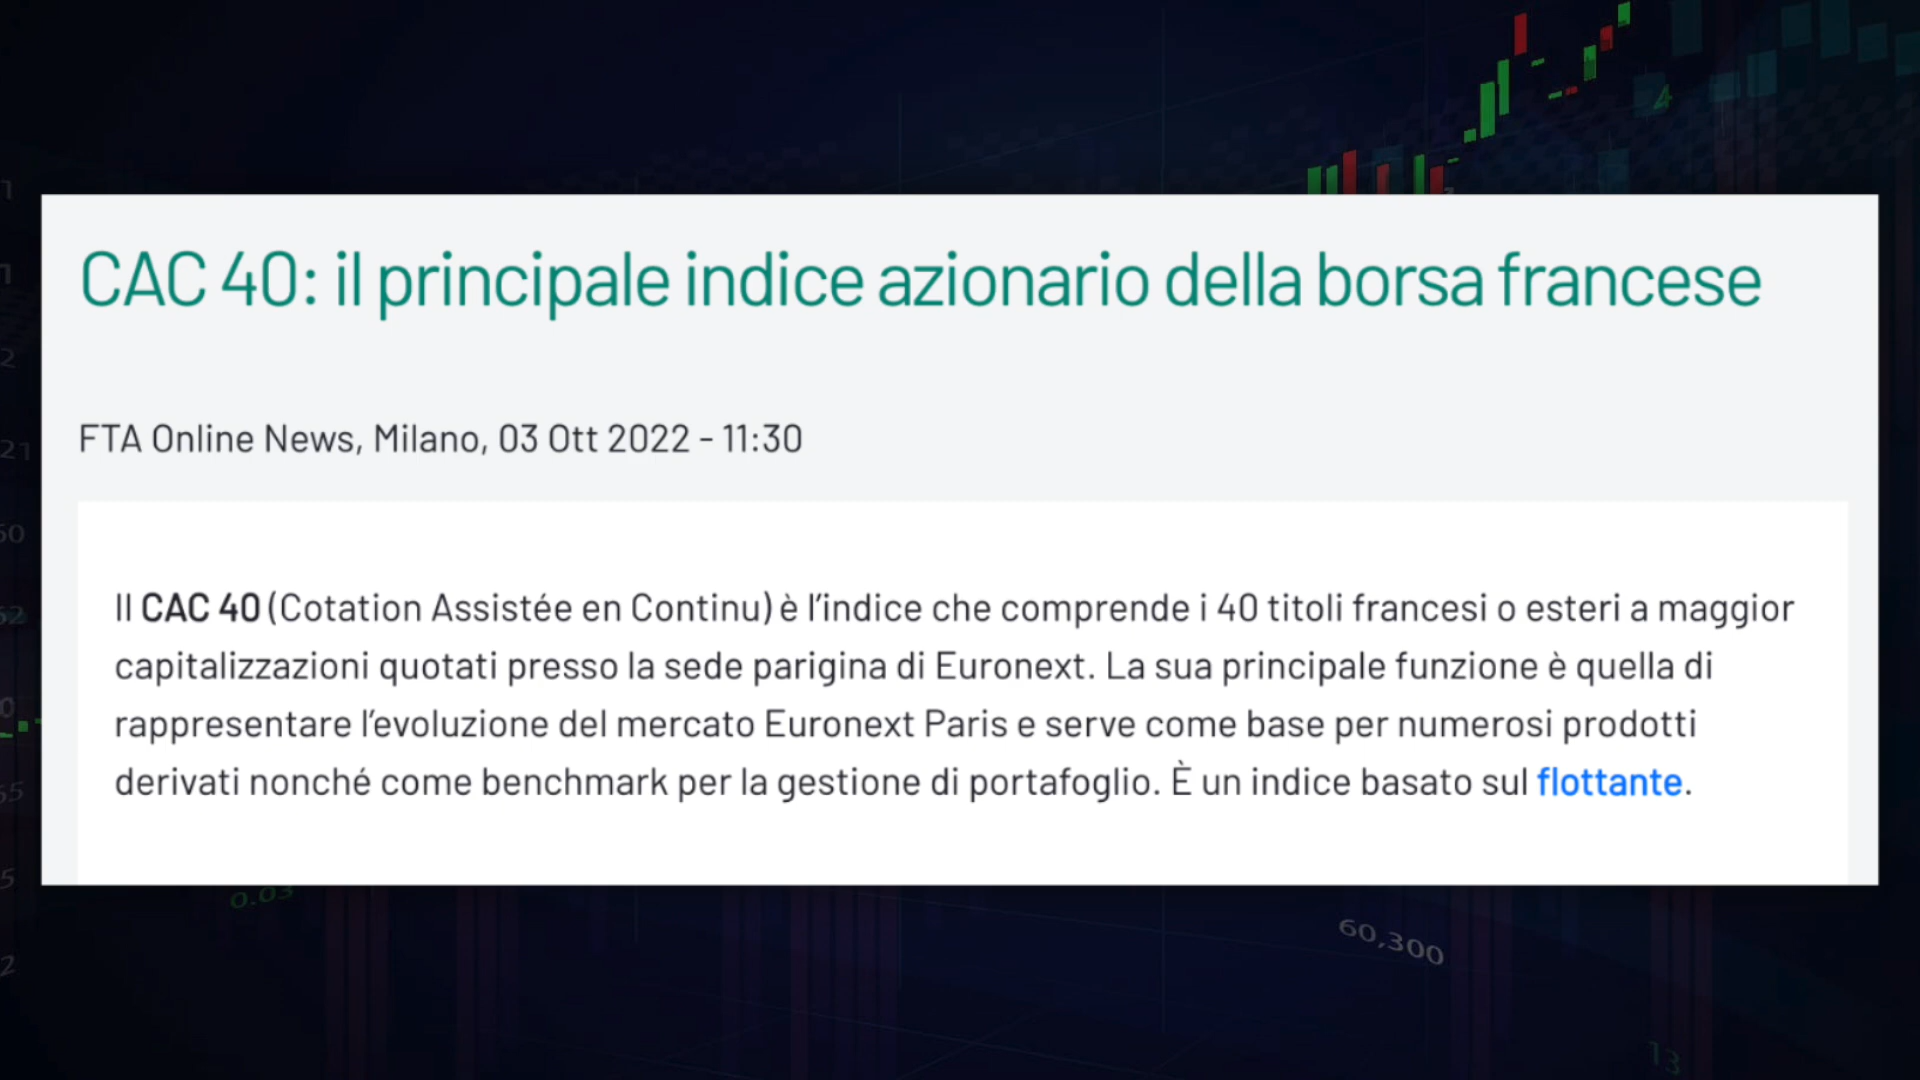 CAC 40: il principale indice azionario della borsa francese
FTA Online News, Milano, 03 Ott 2022 - 11:30
Il CAC 40 (Cotation Assistée en Continu) è l'indice che comprende i 40 titoli francesi o esteri a maggior
capitalizzazioni quotati presso la sede parigina di Euronext. La sua principale funzione è quella di
rappresentare l'evoluzione del mercato Euronext Paris e serve come base per numerosi prodotti
derivati nonché come benchmark per la gestione di portafoglio. È un indice basato sul flottante.
0.03
60,300
13